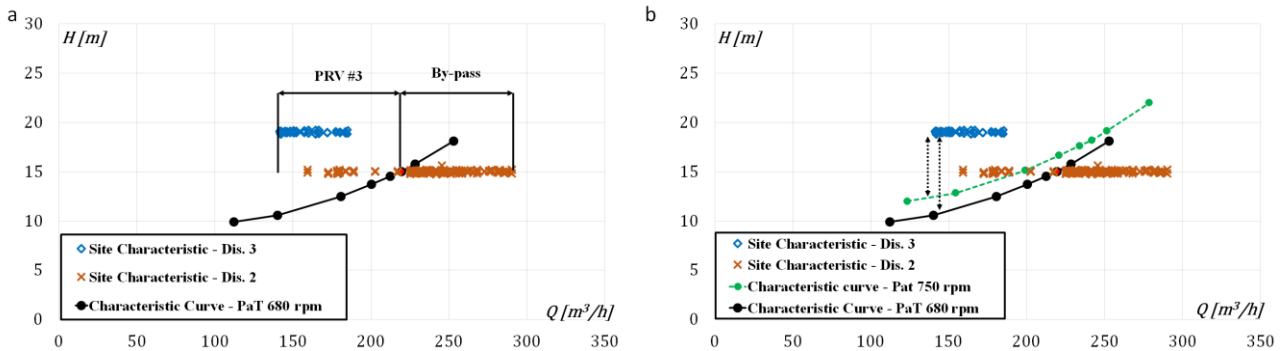 a
H [m]
30
25
20
15
10
5
0
PRV #3
By-pass
Site Characteristic - Dis. 3
Site Characteristic - Dis. 2
Characteristic Curve - PaT 680 rpm
Q [m³/h]
0 50 100 150 200 250 300 350
b
H [m]
30
25
20
15
10
5
0
Site Characteristic - Dis. 3
Site Characteristic - Dis. 2
Characteristic curve - Pat 750 rpm
Characteristic Curve - PaT 680 rpm
Q [m³/h]
0 50 100 150 200 250 300 350